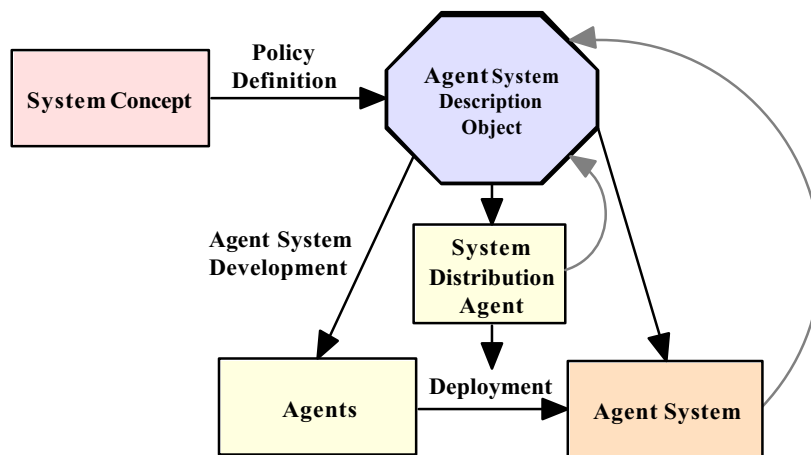 Policy
Definition
System Concept
Agent System
Description
Object
Agent System
Development
System
Distribution
Agent
Deployment
Agents
Agent System